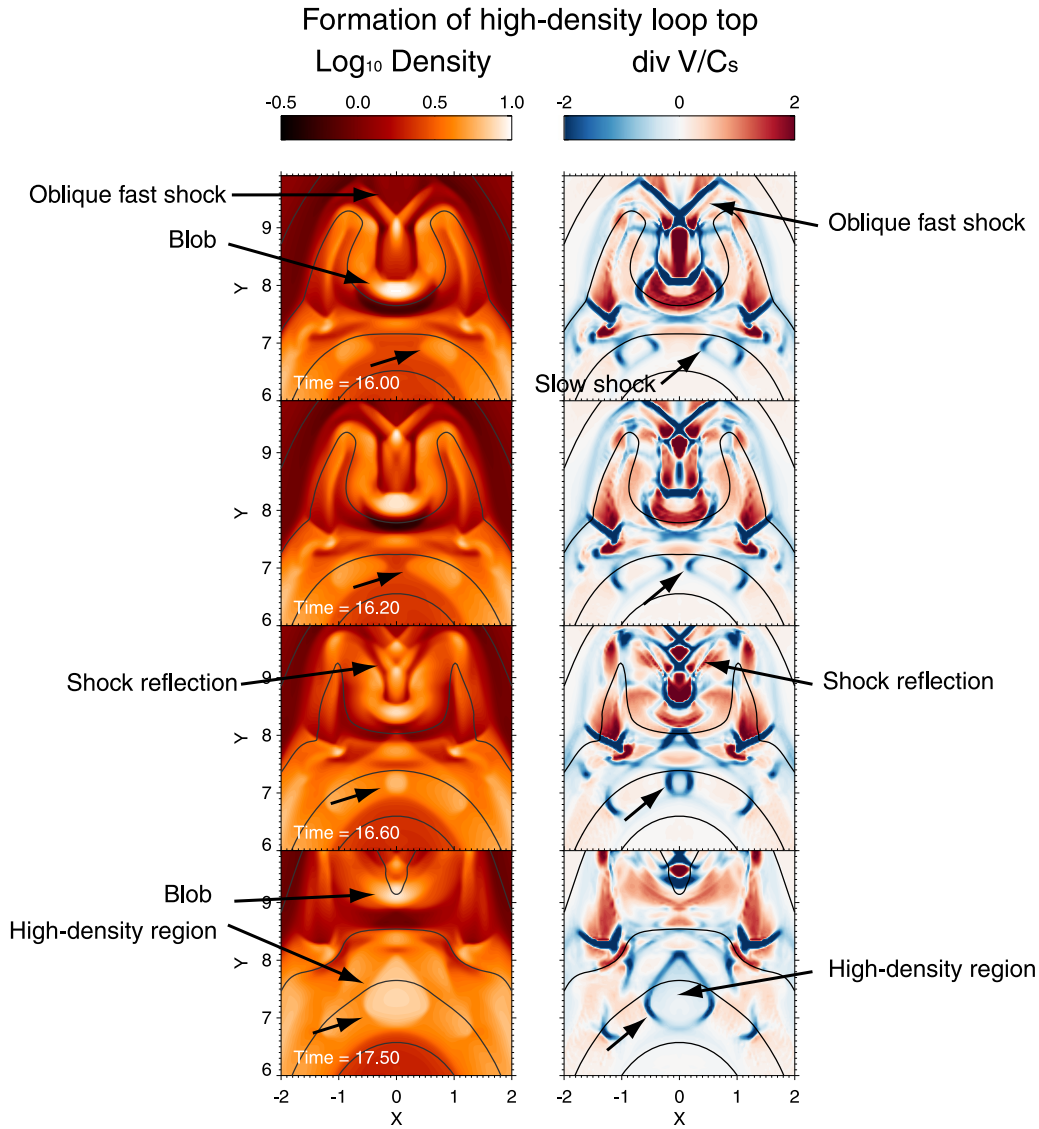 Formation of high-density loop top
Log₁₀ Density
div V/Cs
-0.5 0.0 0.5 1.0
-2 0 2
Oblique fast shock
Blob
Y
9
8
7
6
Time = 16.00
Oblique fast shock
Slow shock
Y
9
8
7
6
Time = 16.20
Shock reflection
Y
9
8
7
6
Time = 16.60
Shock reflection
Blob
High-density region
Y
9
8
7
6
Time = 17.50
High-density region
-2 -1 0 1 2
X
-2 -1 0 1 2
X